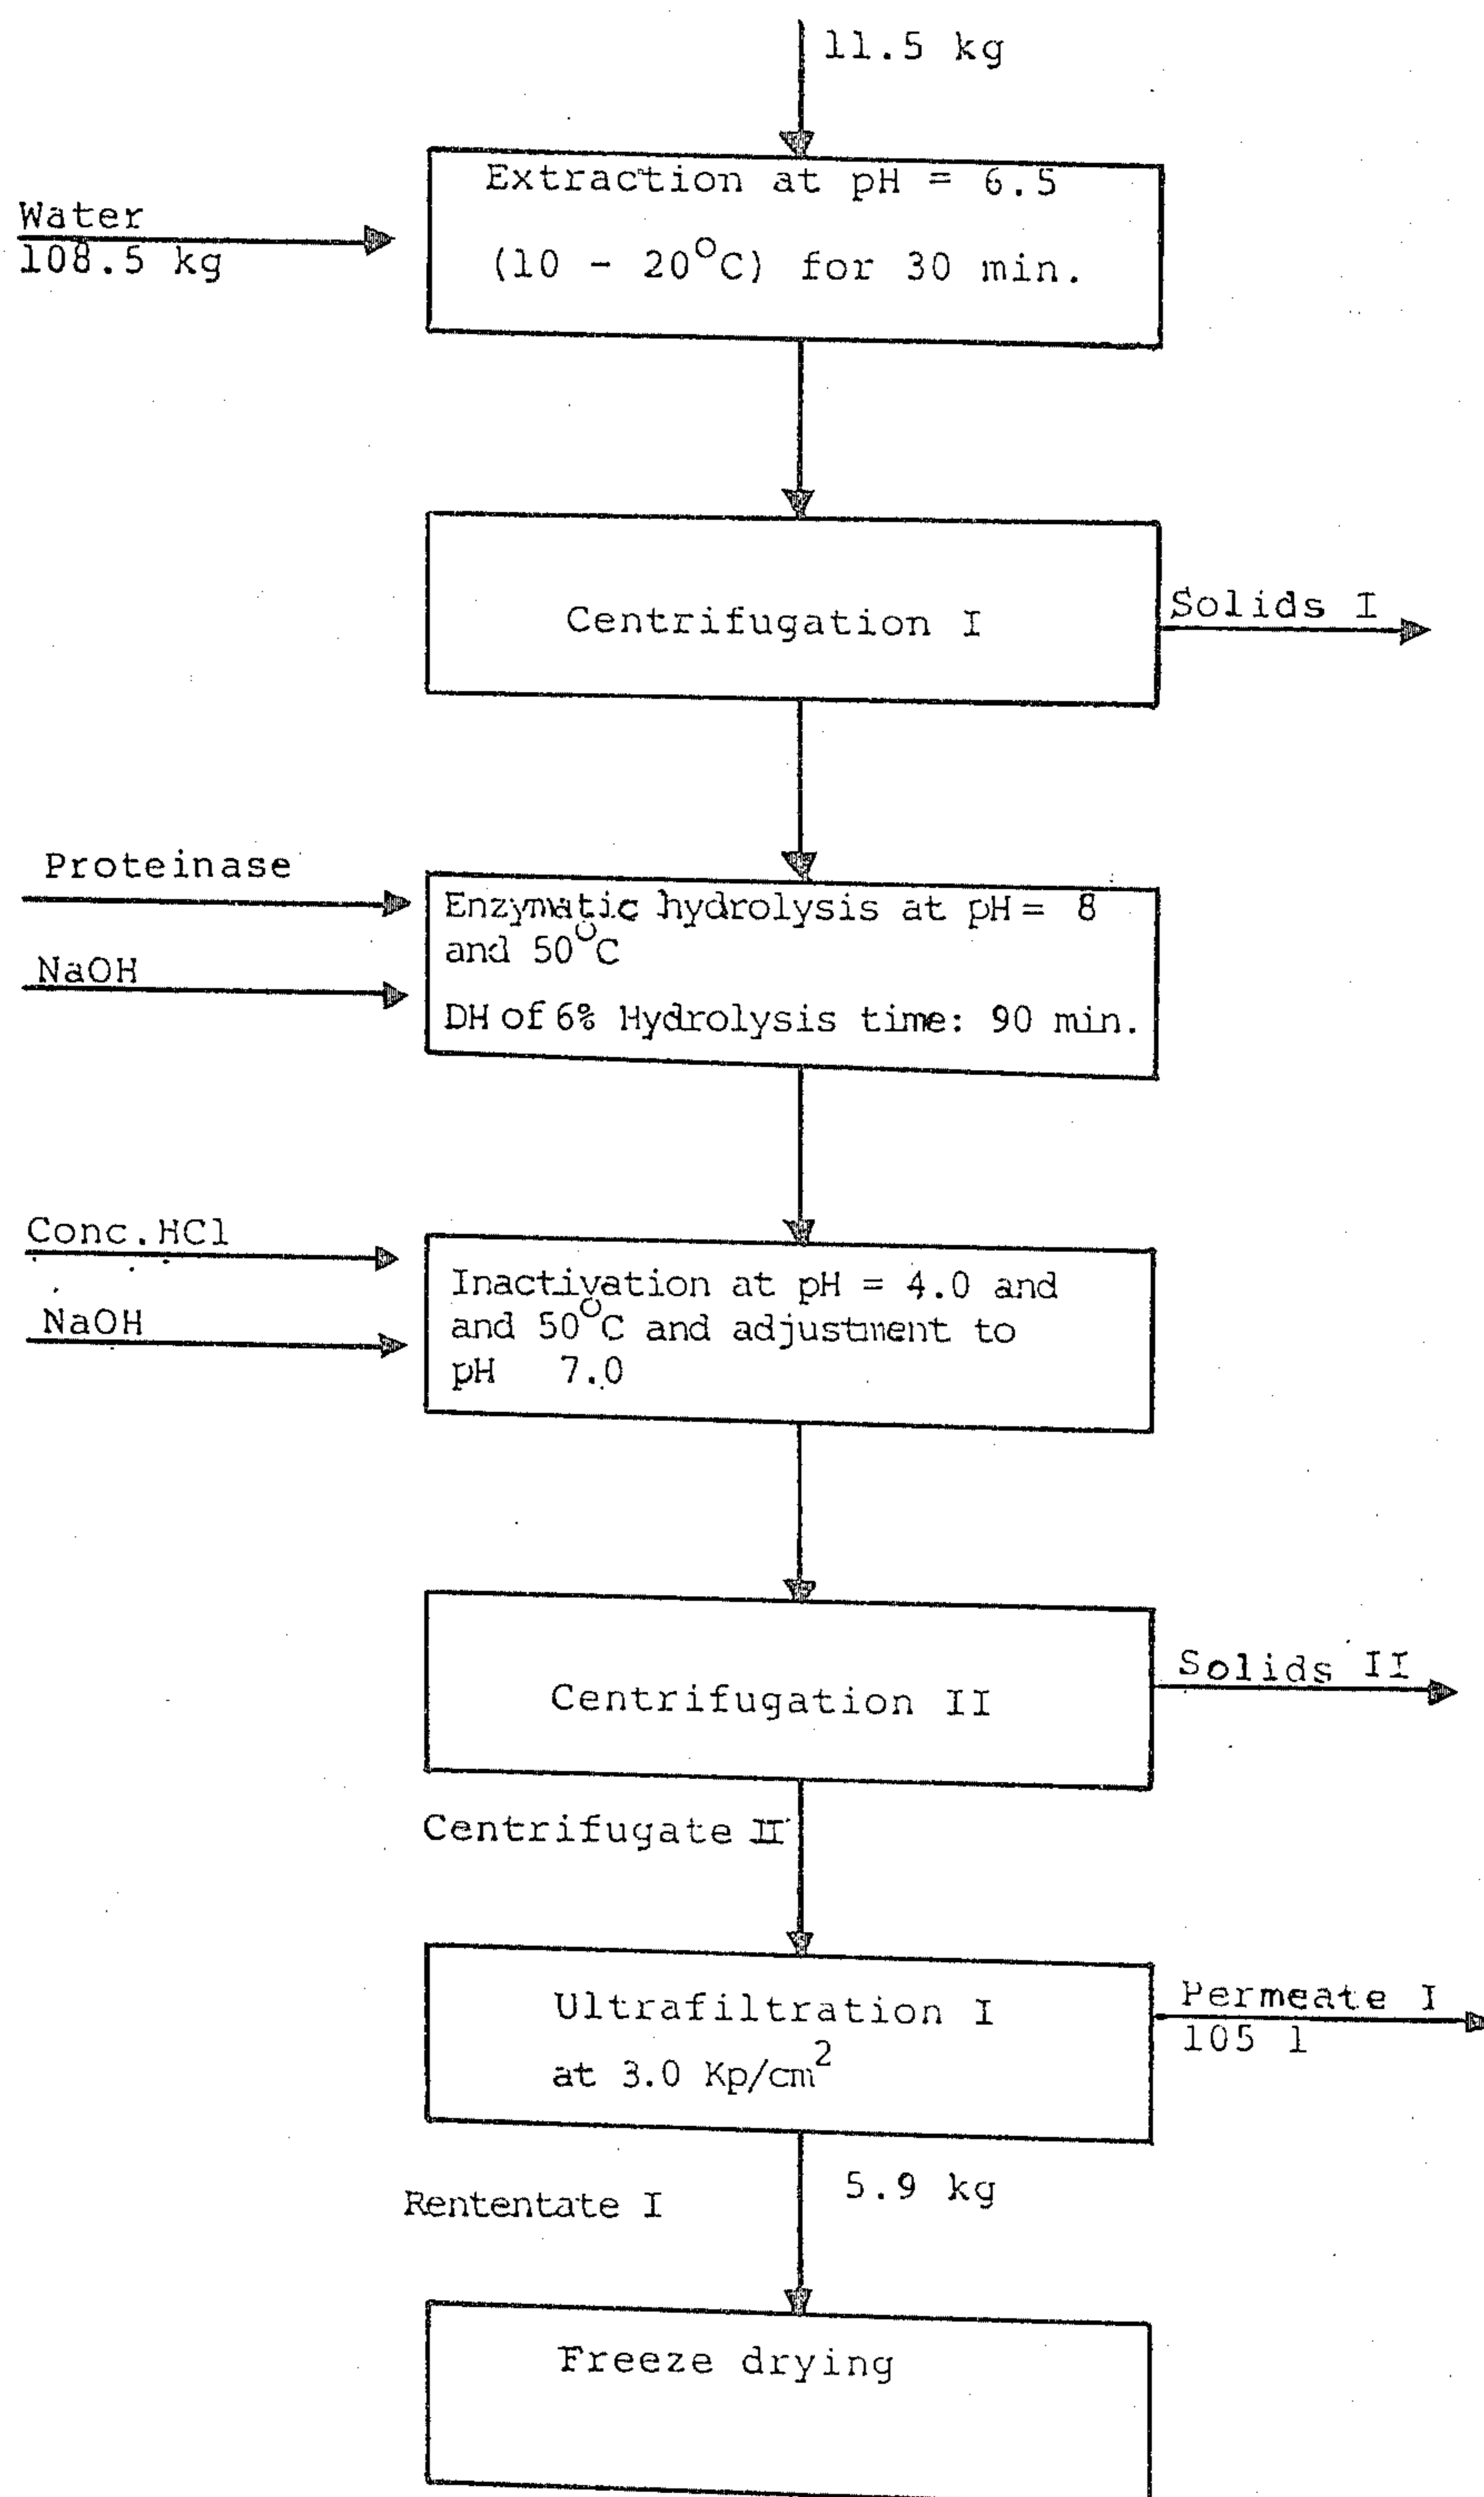 11.5 kg
Extraction at pH = 6.5
Water
108.5 kg
(10 - 20°C) for 30 min.
Centrifugation I
Solids I
Proteinase
Enzymatic hydrolysis at pH = 8
and 50°C
NaOH
DH of 6% Hydrolysis time: 90 min.
Conc.HCl
Inactivation at pH = 4.0 and
and 50°C and adjustment to
NaOH
pH 7.0
Centrifugation II
Solids II
Centrifugate II
Ultrafiltration I
at 3.0 Kp/cm²
Permeate I
105 l
Rententate I
5.9 kg
Freeze drying